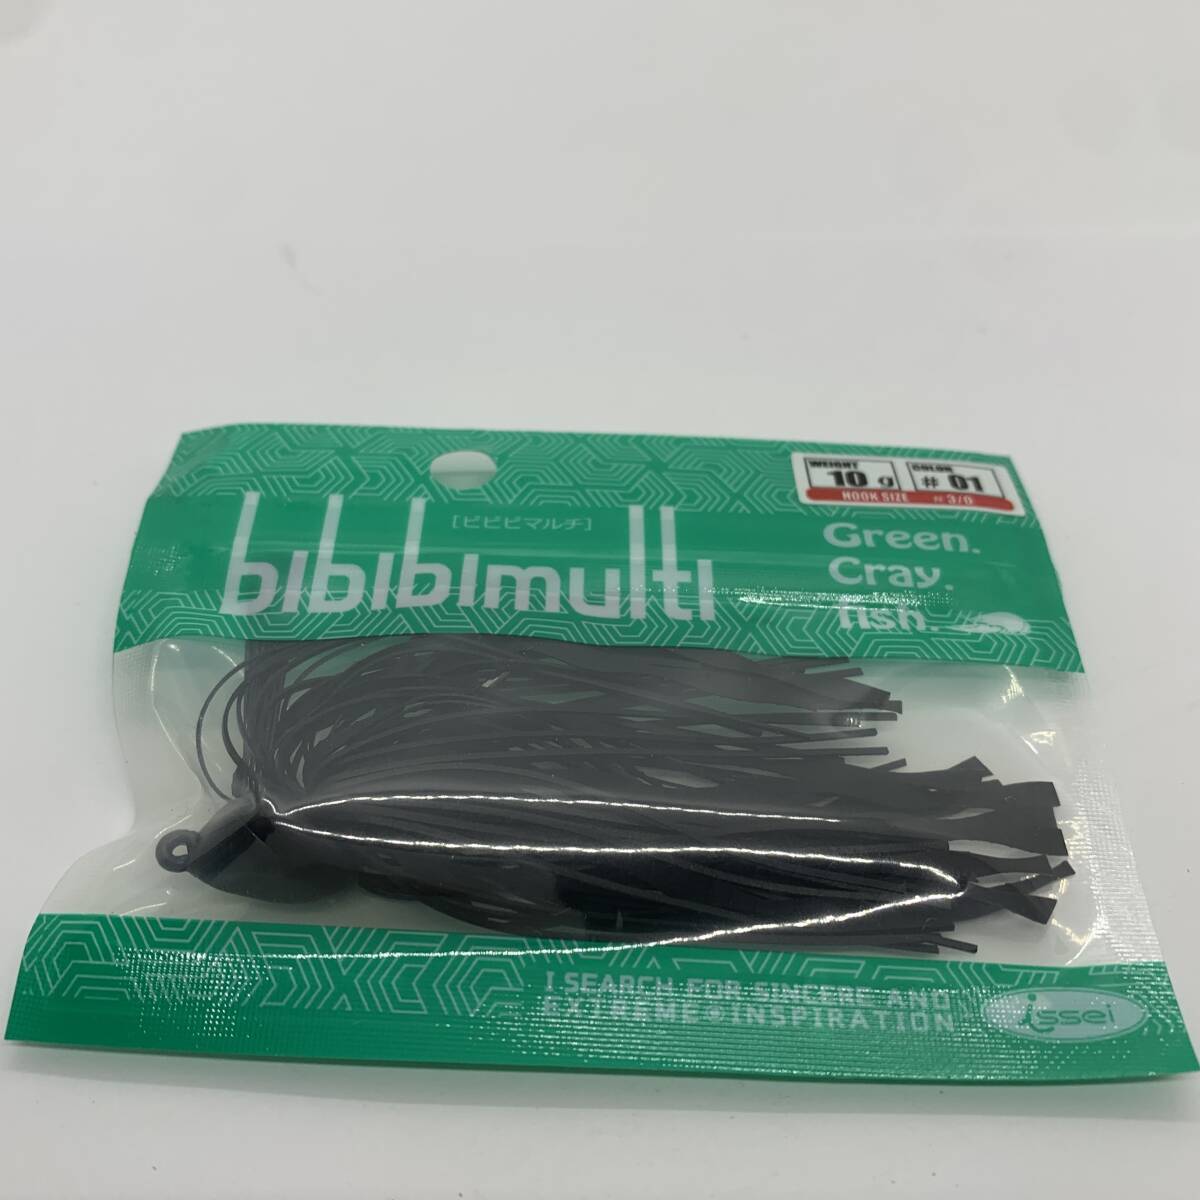 WEIGHT
10 g
COLOR
# 01
HOOK SIZE
3/0
[ビビビマルチ]
bibibimulti
Green.
Cray.
fish.
I SEARCH FOR SINCERE AND
EXTREME INSPIRATION
issei